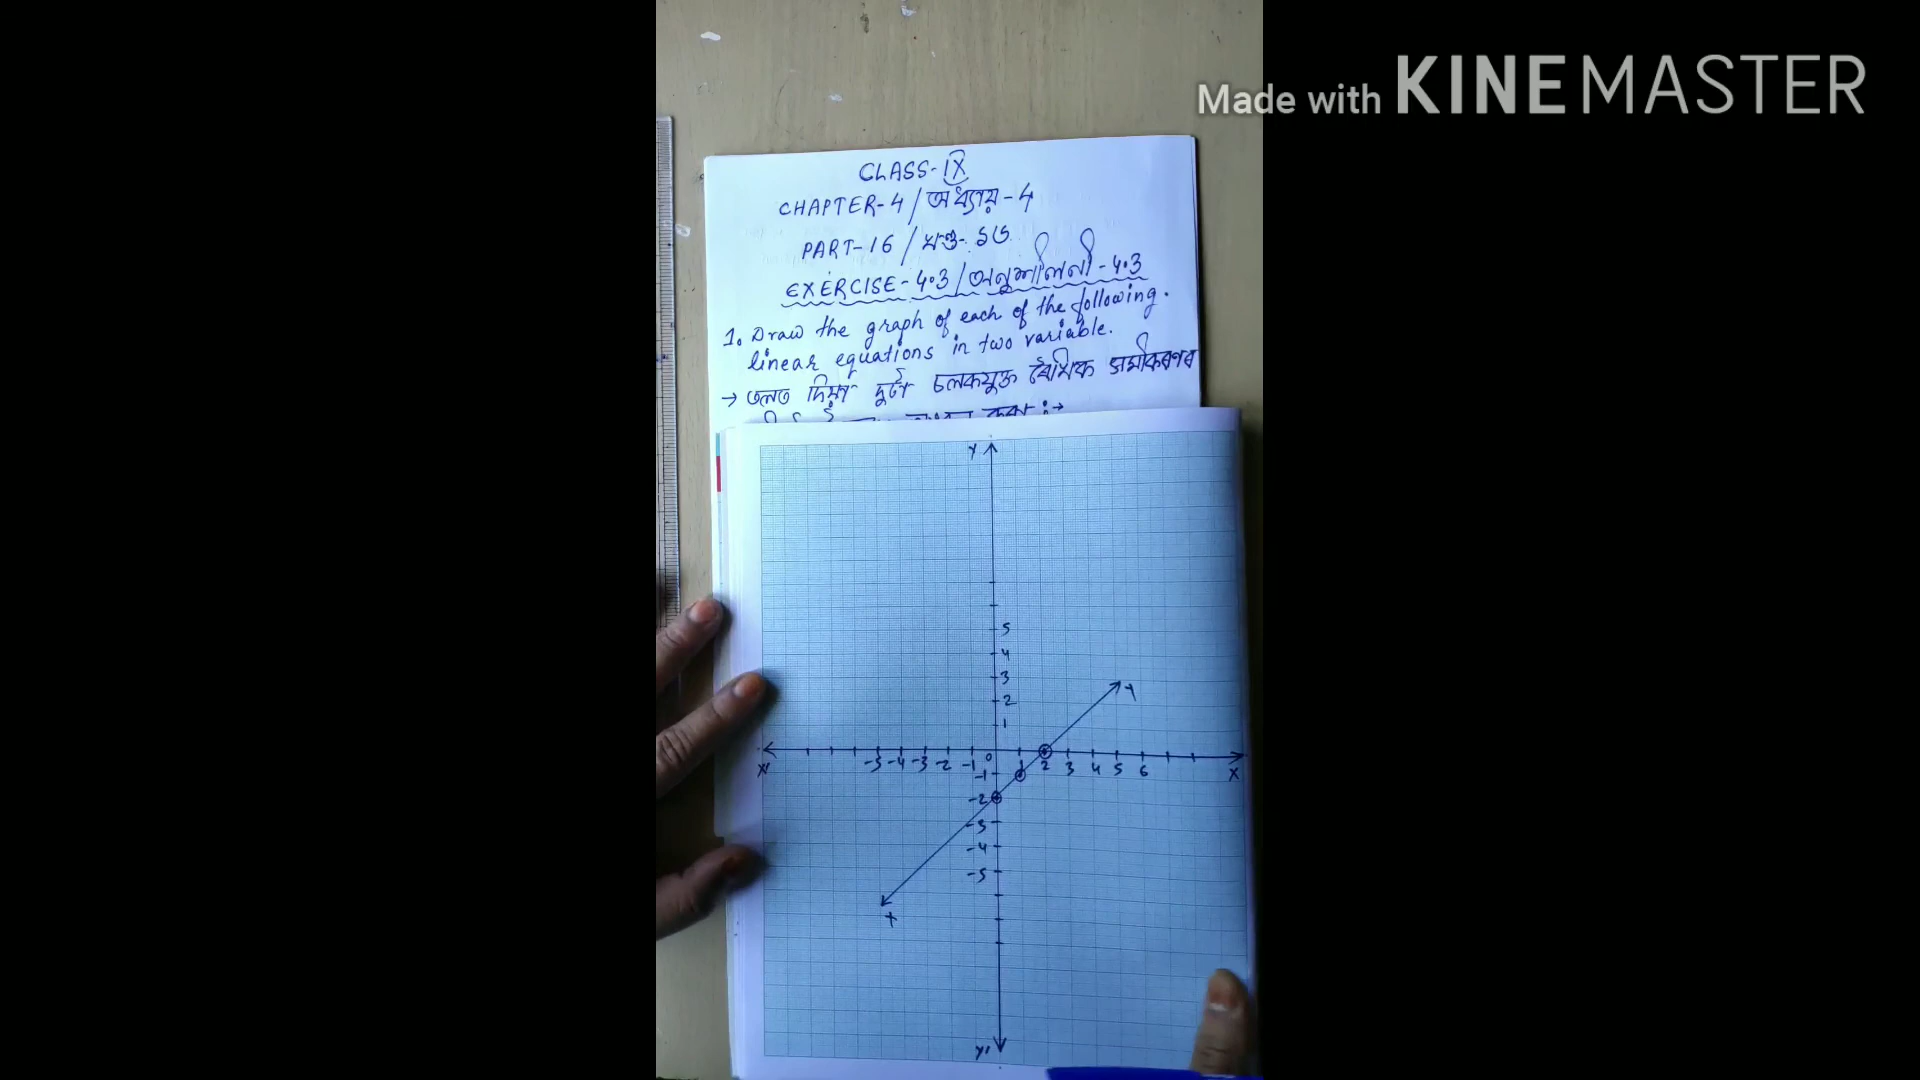 Made with KINEMASTER
CLASS-IX
CHAPTER-4/অধ্যায়-4
PART-16/খণ্ড-১৬
EXERCISE-4.3/অনুশীলনী-4.3
1. Draw the graph of each of the following.
linear equations in two variable.
→ তলত দিয়া দুটা চলকযুক্ত ৰৈখিক সমীকৰণৰ
কৰা :→
Y
5
4
3
2
1
X' -5 -4 -3 -2 -1 0 1 2 3 4 5 6 X
-1
-2
-3
-4
-5
Y'